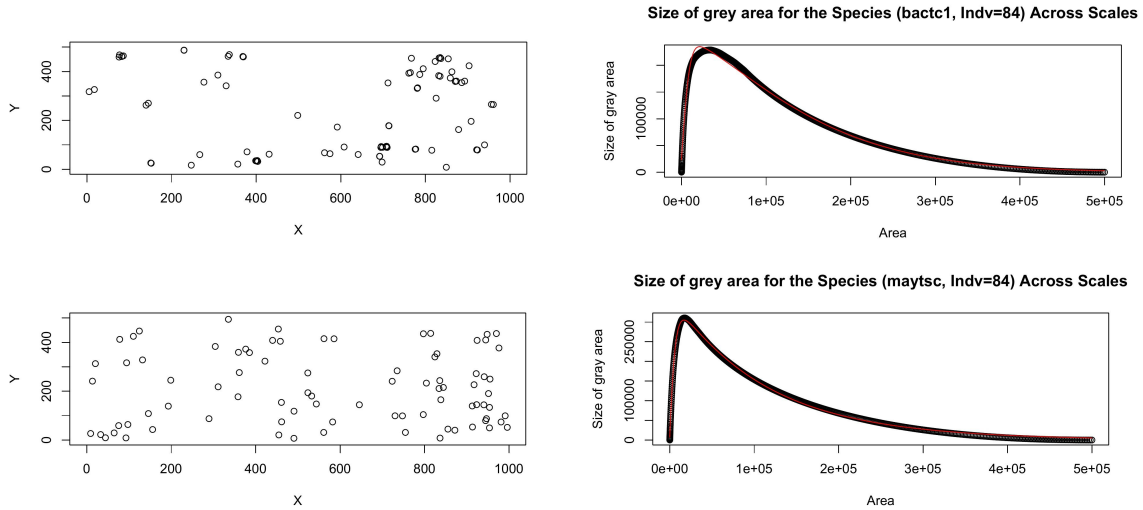 Size of grey area for the Species (bactc1, Indv=84) Across Scales
Y
0 200 400
0 200 400 600 800 1000
X
Size of gray area
0 100000
0e+00 1e+05 2e+05 3e+05 4e+05 5e+05
Area
Size of grey area for the Species (maytsc, Indv=84) Across Scales
Y
0 200 400
0 200 400 600 800 1000
X
Size of gray area
0 100000 250000
0e+00 1e+05 2e+05 3e+05 4e+05 5e+05
Area